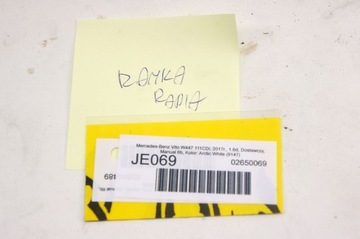 RAMKA
RADIA
Mercedes-Benz Vito W447 111CDI, 2017r., 1.6d, Dostawczy,
Manual 6b, Kolor: Arctic White (9147)
JE069
02650069